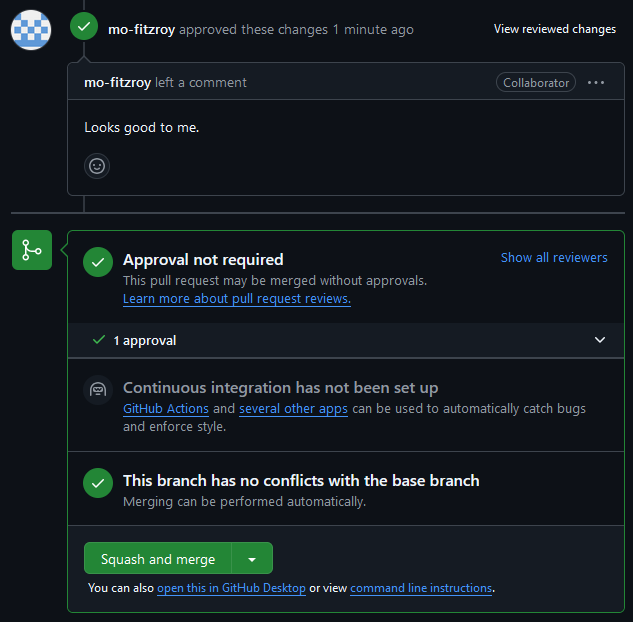 mo-fitzroy approved these changes 1 minute ago View reviewed changes
mo-fitzroy left a comment Collaborator
Looks good to me.
Approval not required Show all reviewers
This pull request may be merged without approvals.
Learn more about pull request reviews.
1 approval
Continuous integration has not been set up
GitHub Actions and several other apps can be used to automatically catch bugs
and enforce style.
This branch has no conflicts with the base branch
Merging can be performed automatically.
Squash and merge
You can also open this in GitHub Desktop or view command line instructions.